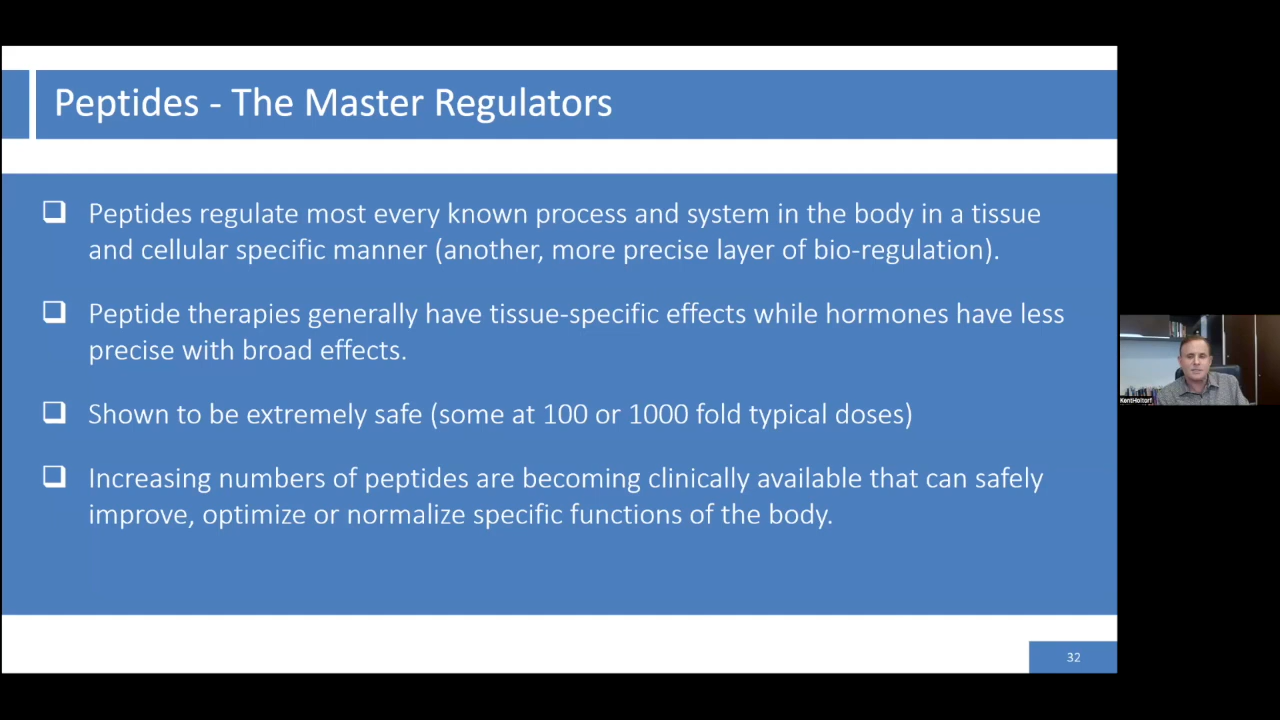 Peptides - The Master Regulators
Peptides regulate most every known process and system in the body in a tissue
and cellular specific manner (another, more precise layer of bio-regulation).
Peptide therapies generally have tissue-specific effects while hormones have less
precise with broad effects.
Shown to be extremely safe (some at 100 or 1000 fold typical doses)
Increasing numbers of peptides are becoming clinically available that can safely
improve, optimize or normalize specific functions of the body.
KentHoltorf
32